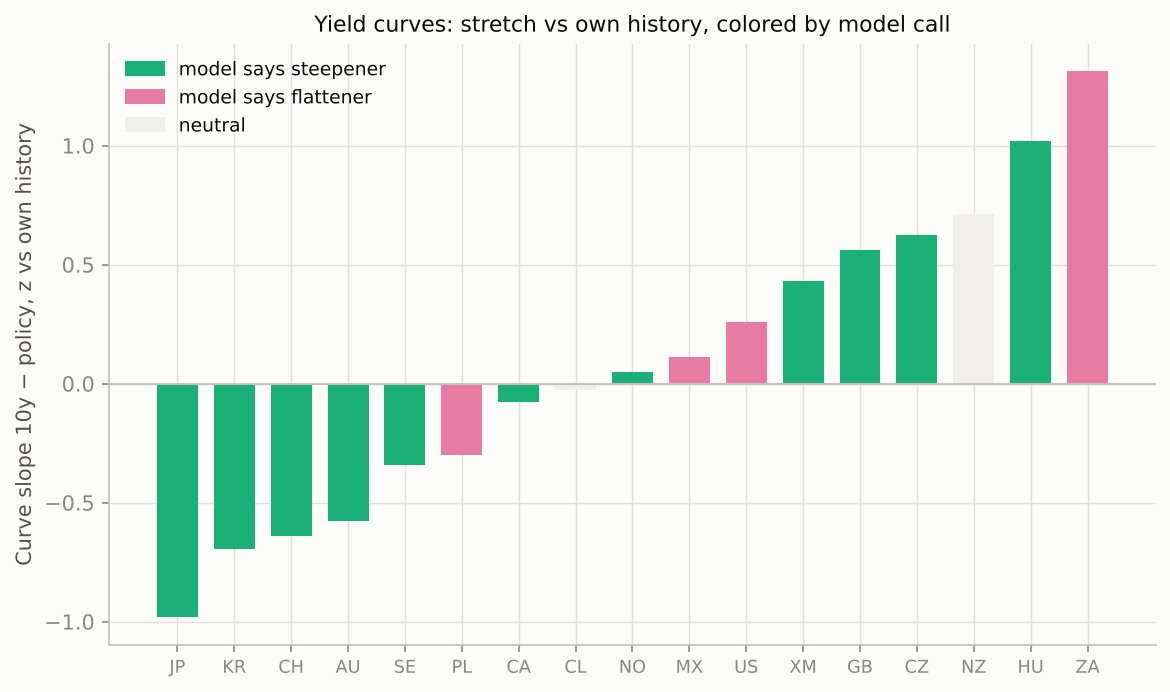 Yield curves: stretch vs own history, colored by model call
model says steepener
model says flattener
neutral
Curve slope 10y − policy, z vs own history
1.0
0.5
0.0
−0.5
−1.0
JP KR CH AU SE PL CA CL NO MX US XM GB CZ NZ HU ZA